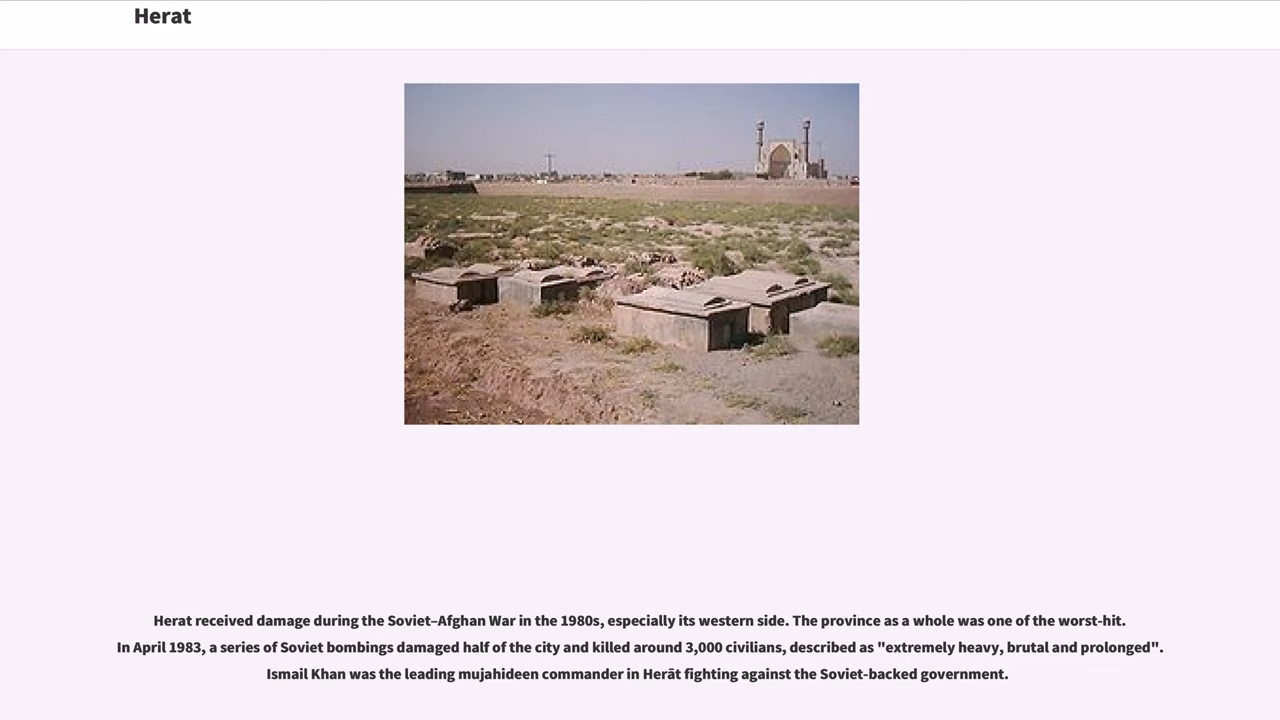 Herat
Herat received damage during the Soviet–Afghan War in the 1980s, especially its western side. The province as a whole was one of the worst-hit.
In April 1983, a series of Soviet bombings damaged half of the city and killed around 3,000 civilians, described as "extremely heavy, brutal and prolonged".
Ismail Khan was the leading mujahideen commander in Herāt fighting against the Soviet-backed government.